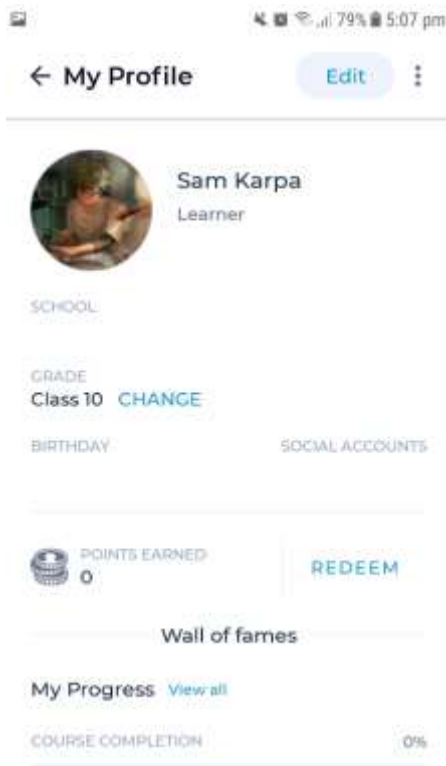 79% 5:07 pm
← My Profile
Edit
Sam Karpa
Learner
SCHOOL
GRADE
Class 10 CHANGE
BIRTHDAY
SOCIAL ACCOUNTS
POINTS EARNED
0
REDEEM
Wall of fames
My Progress View all
COURSE COMPLETION 0%